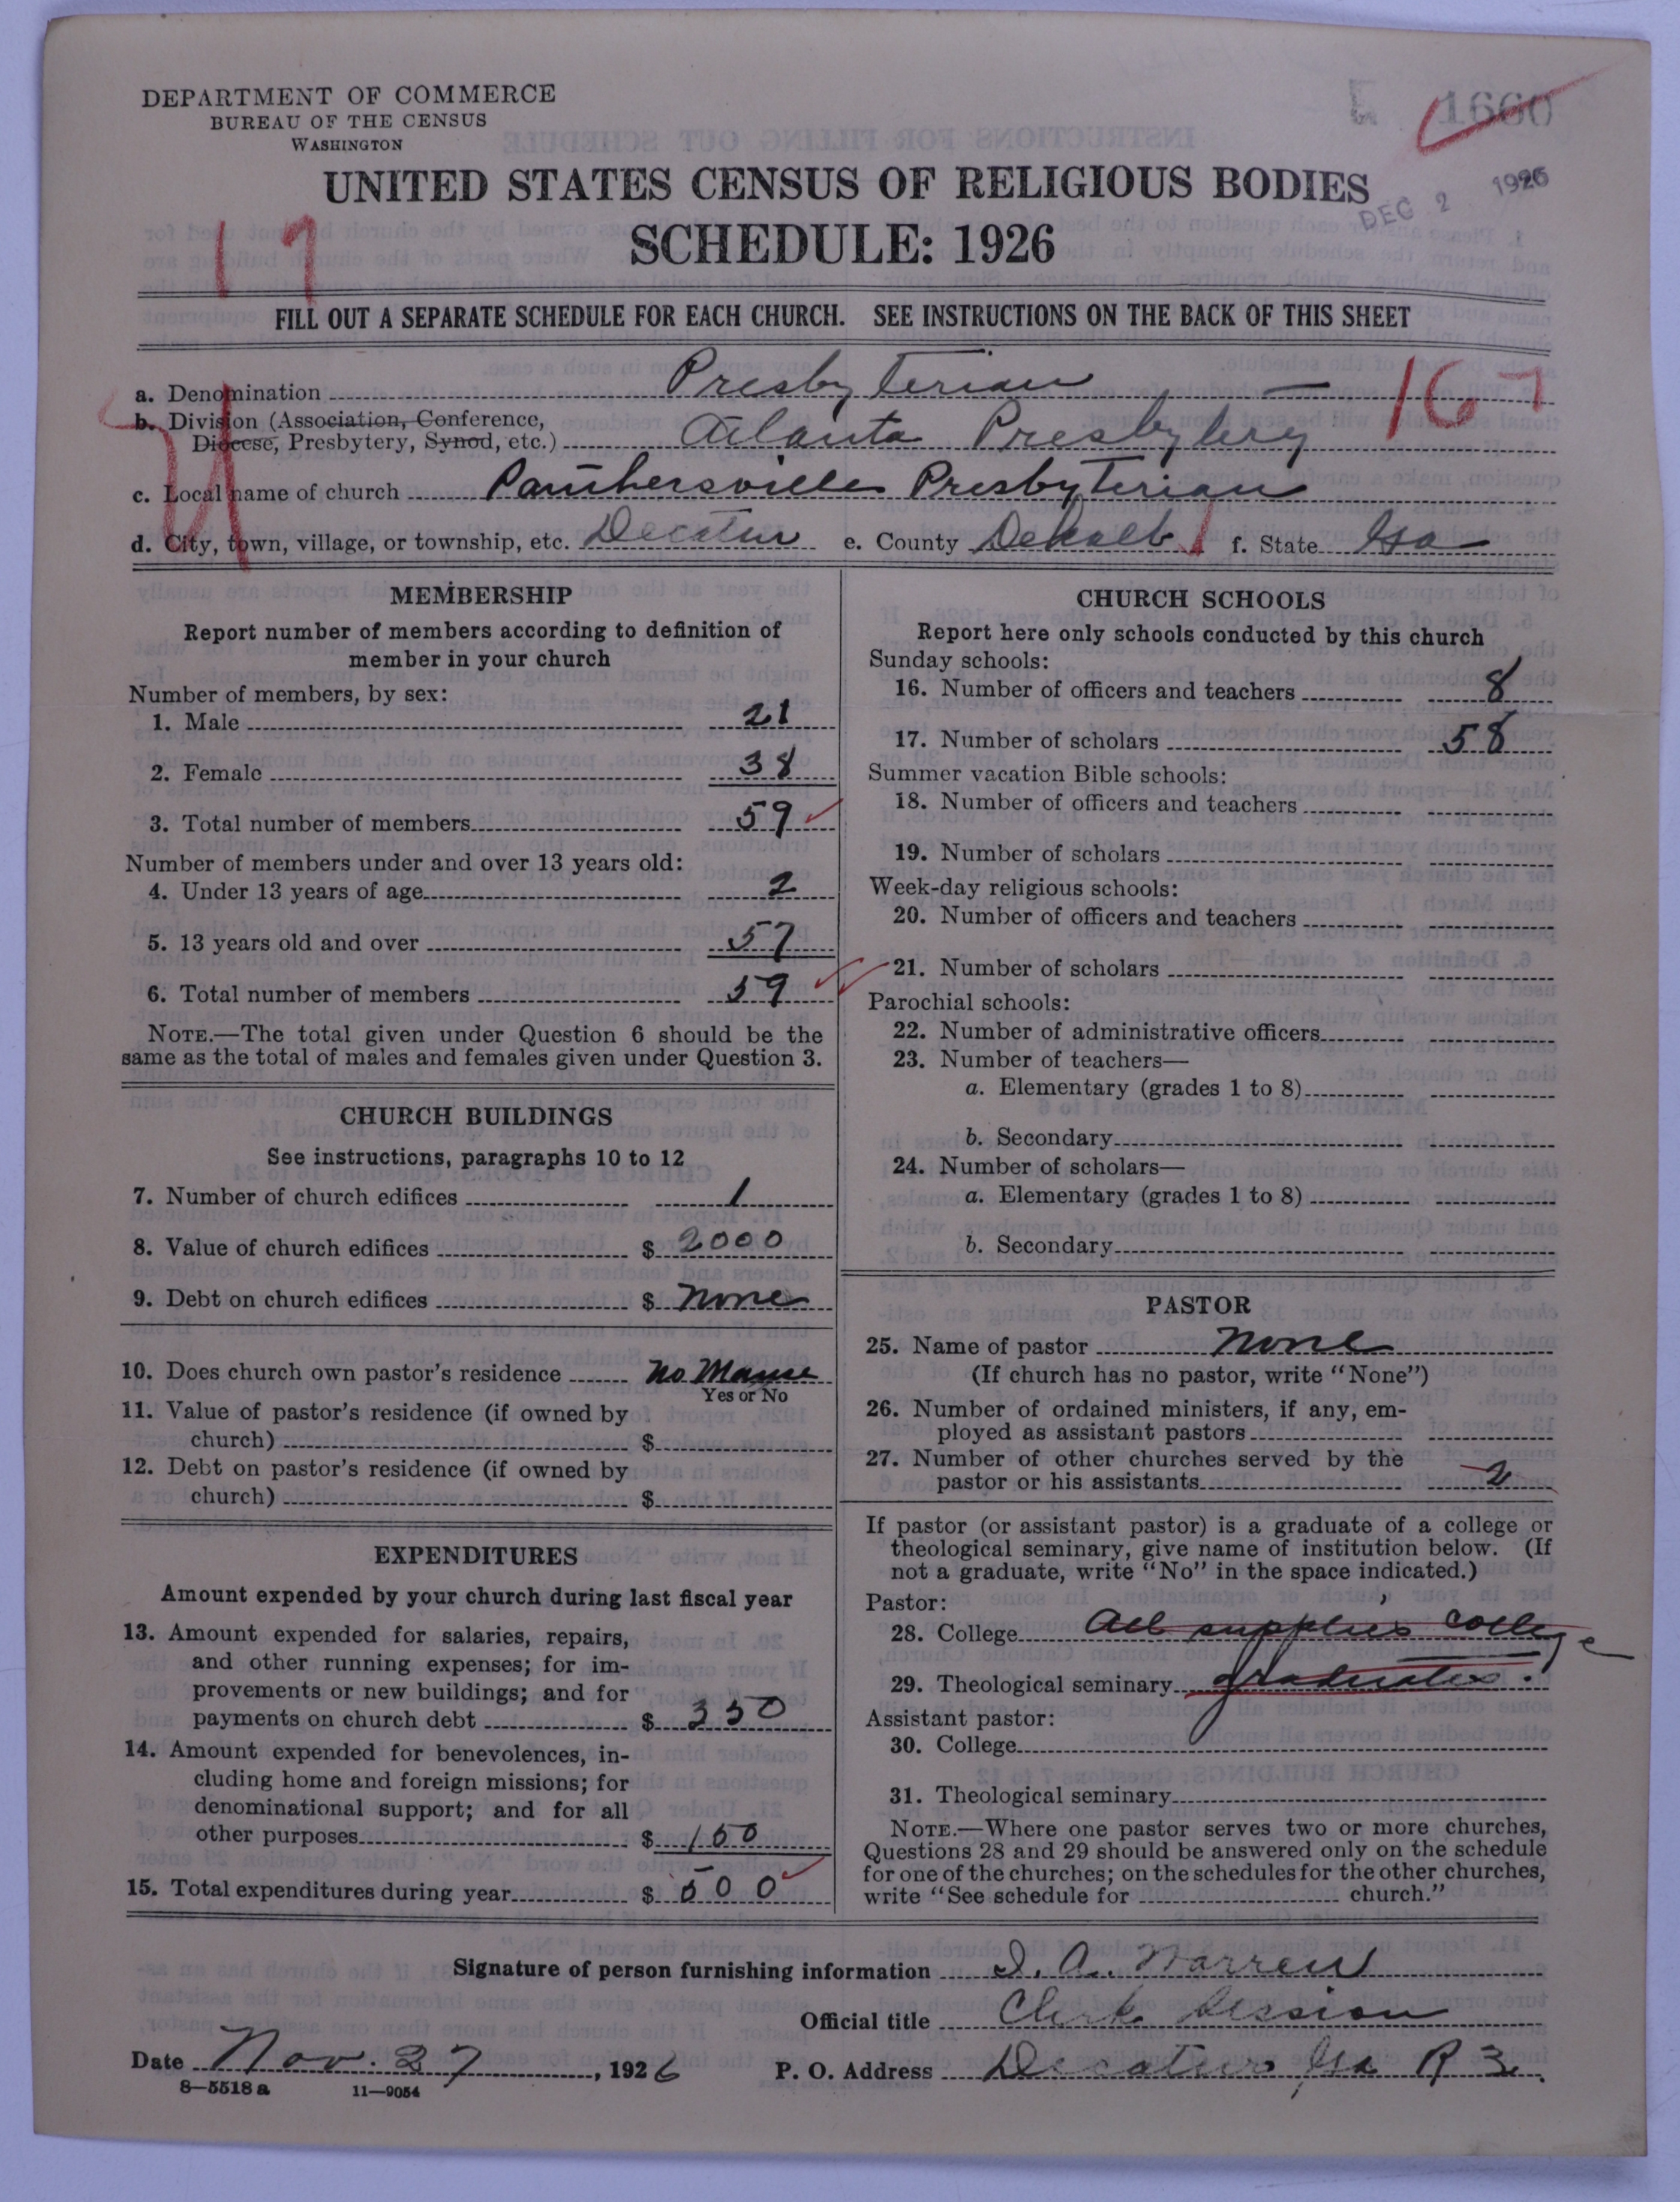 DEPARTMENT OF COMMERCE
BUREAU OF THE CENSUS
WASHINGTON
1660
UNITED STATES CENSUS OF RELIGIOUS BODIES
DEC 2 1926
SCHEDULE: 1926
17
FILL OUT A SEPARATE SCHEDULE FOR EACH CHURCH. SEE INSTRUCTIONS ON THE BACK OF THIS SHEET
a. Denomination Presbyterian — 167
b. Division (Association, Conference,
Diocese, Presbytery, Synod, etc.) Atlanta Presbytery
c. Local name of church Panthersville Presbyterian
d. City, town, village, or township, etc. Decatur e. County DeKalb f. State Ga
MEMBERSHIP
Report number of members according to definition of
member in your church
Number of members, by sex:
1. Male 21
2. Female 38
3. Total number of members 59
Number of members under and over 13 years old:
4. Under 13 years of age 2
5. 13 years old and over 57
6. Total number of members 59
NOTE.—The total given under Question 6 should be the
same as the total of males and females given under Question 3.
CHURCH BUILDINGS
See instructions, paragraphs 10 to 12
7. Number of church edifices 1
8. Value of church edifices $ 2000
9. Debt on church edifices $ None
10. Does church own pastor's residence No Manse
Yes or No
11. Value of pastor's residence (if owned by
church) $
12. Debt on pastor's residence (if owned by
church) $
EXPENDITURES
Amount expended by your church during last fiscal year
13. Amount expended for salaries, repairs,
and other running expenses; for im-
provements or new buildings; and for
payments on church debt $ 350
14. Amount expended for benevolences, in-
cluding home and foreign missions; for
denominational support; and for all
other purposes $ 150
15. Total expenditures during year $ 500
CHURCH SCHOOLS
Report here only schools conducted by this church
Sunday schools:
16. Number of officers and teachers 8
17. Number of scholars 58
Summer vacation Bible schools:
18. Number of officers and teachers
19. Number of scholars
Week-day religious schools:
20. Number of officers and teachers
21. Number of scholars
Parochial schools:
22. Number of administrative officers
23. Number of teachers—
a. Elementary (grades 1 to 8)
b. Secondary
24. Number of scholars—
a. Elementary (grades 1 to 8)
b. Secondary
PASTOR
25. Name of pastor None
(If church has no pastor, write "None")
26. Number of ordained ministers, if any, em-
ployed as assistant pastors
27. Number of other churches served by the
pastor or his assistants 2
If pastor (or assistant pastor) is a graduate of a college or
theological seminary, give name of institution below. (If
not a graduate, write "No" in the space indicated.)
Pastor:
28. College All supplies college
29. Theological seminary graduates.
Assistant pastor:
30. College
31. Theological seminary
NOTE.—Where one pastor serves two or more churches,
Questions 28 and 29 should be answered only on the schedule
for one of the churches; on the schedules for the other churches,
write "See schedule for church."
Signature of person furnishing information I. A. Warren
Official title Clerk Session
Date Nov. 27, 1926 P. O. Address Decatur, Ga R 3.
8—5518 a 11—9054